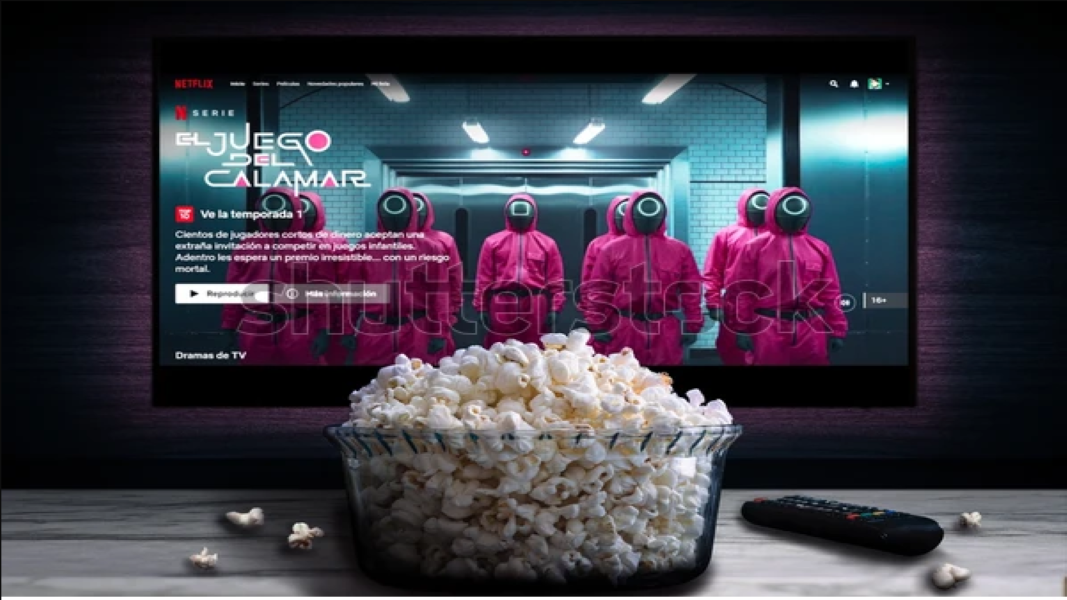 NETFLIX Inicio Series Películas Novedades populares Mi lista
N SERIE
EL JUEGO
DEL
CALAMAR
TOP 10 Ve la temporada 1
Cientos de jugadores cortos de dinero aceptan una
extraña invitación a competir en juegos infantiles.
Adentro les espera un premio irresistible... con un riesgo
mortal.
Reproducir Más información
16+
Dramas de TV
shutterstock